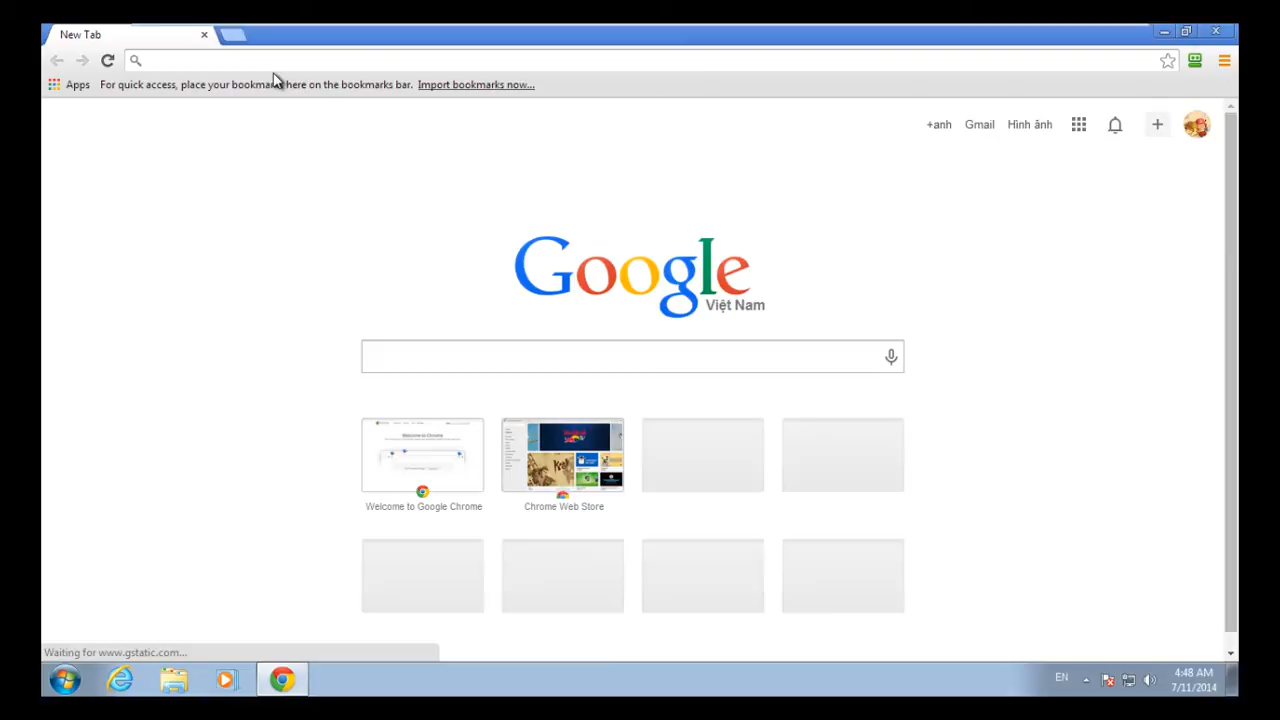 New Tab
Apps For quick access, place your bookmarks here on the bookmarks bar. Import bookmarks now...
+anh Gmail Hình ảnh
Google
Việt Nam
Welcome to Google Chrome Chrome Web Store
Waiting for www.gstatic.com...
EN 4:48 AM
7/11/2014